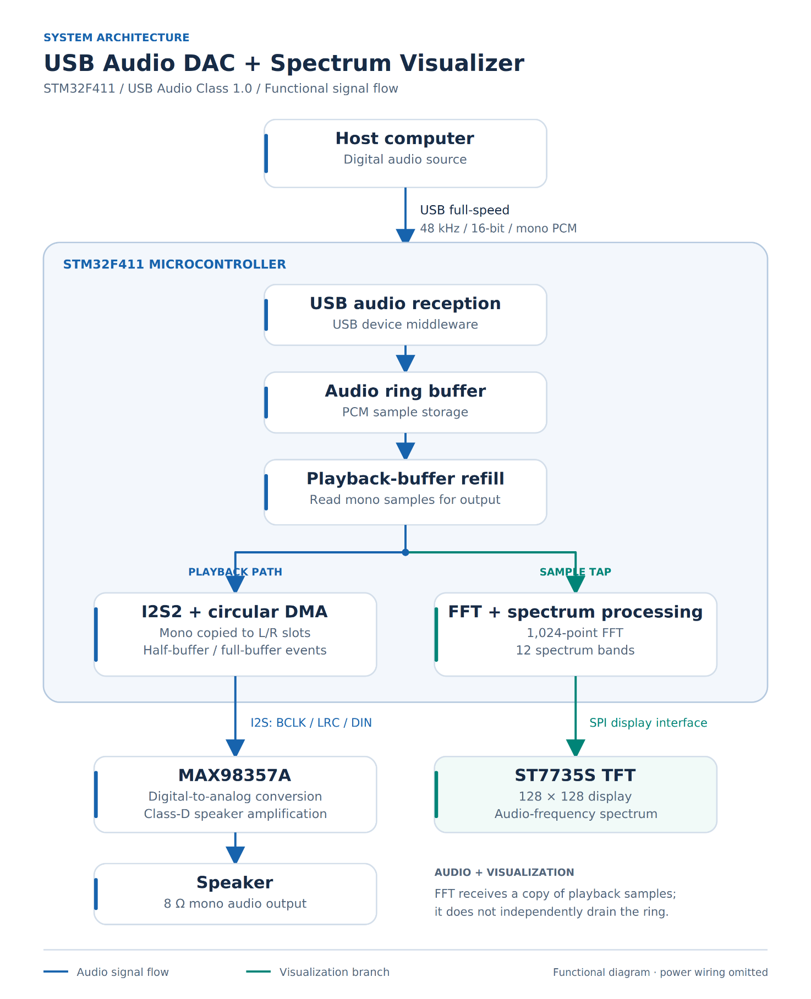 SYSTEM ARCHITECTURE
USB Audio DAC + Spectrum Visualizer
STM32F411 / USB Audio Class 1.0 / Functional signal flow
Host computer
Digital audio source
USB full-speed
48 kHz / 16-bit / mono PCM
STM32F411 MICROCONTROLLER
USB audio reception
USB device middleware
Audio ring buffer
PCM sample storage
Playback-buffer refill
Read mono samples for output
PLAYBACK PATH
SAMPLE TAP
I2S2 + circular DMA
Mono copied to L/R slots
Half-buffer / full-buffer events
FFT + spectrum processing
1,024-point FFT
12 spectrum bands
I2S: BCLK / LRC / DIN
SPI display interface
MAX98357A
Digital-to-analog conversion
Class-D speaker amplification
ST7735S TFT
128 × 128 display
Audio-frequency spectrum
Speaker
8 Ω mono audio output
AUDIO + VISUALIZATION
FFT receives a copy of playback samples;
it does not independently drain the ring.
Audio signal flow
Visualization branch
Functional diagram · power wiring omitted